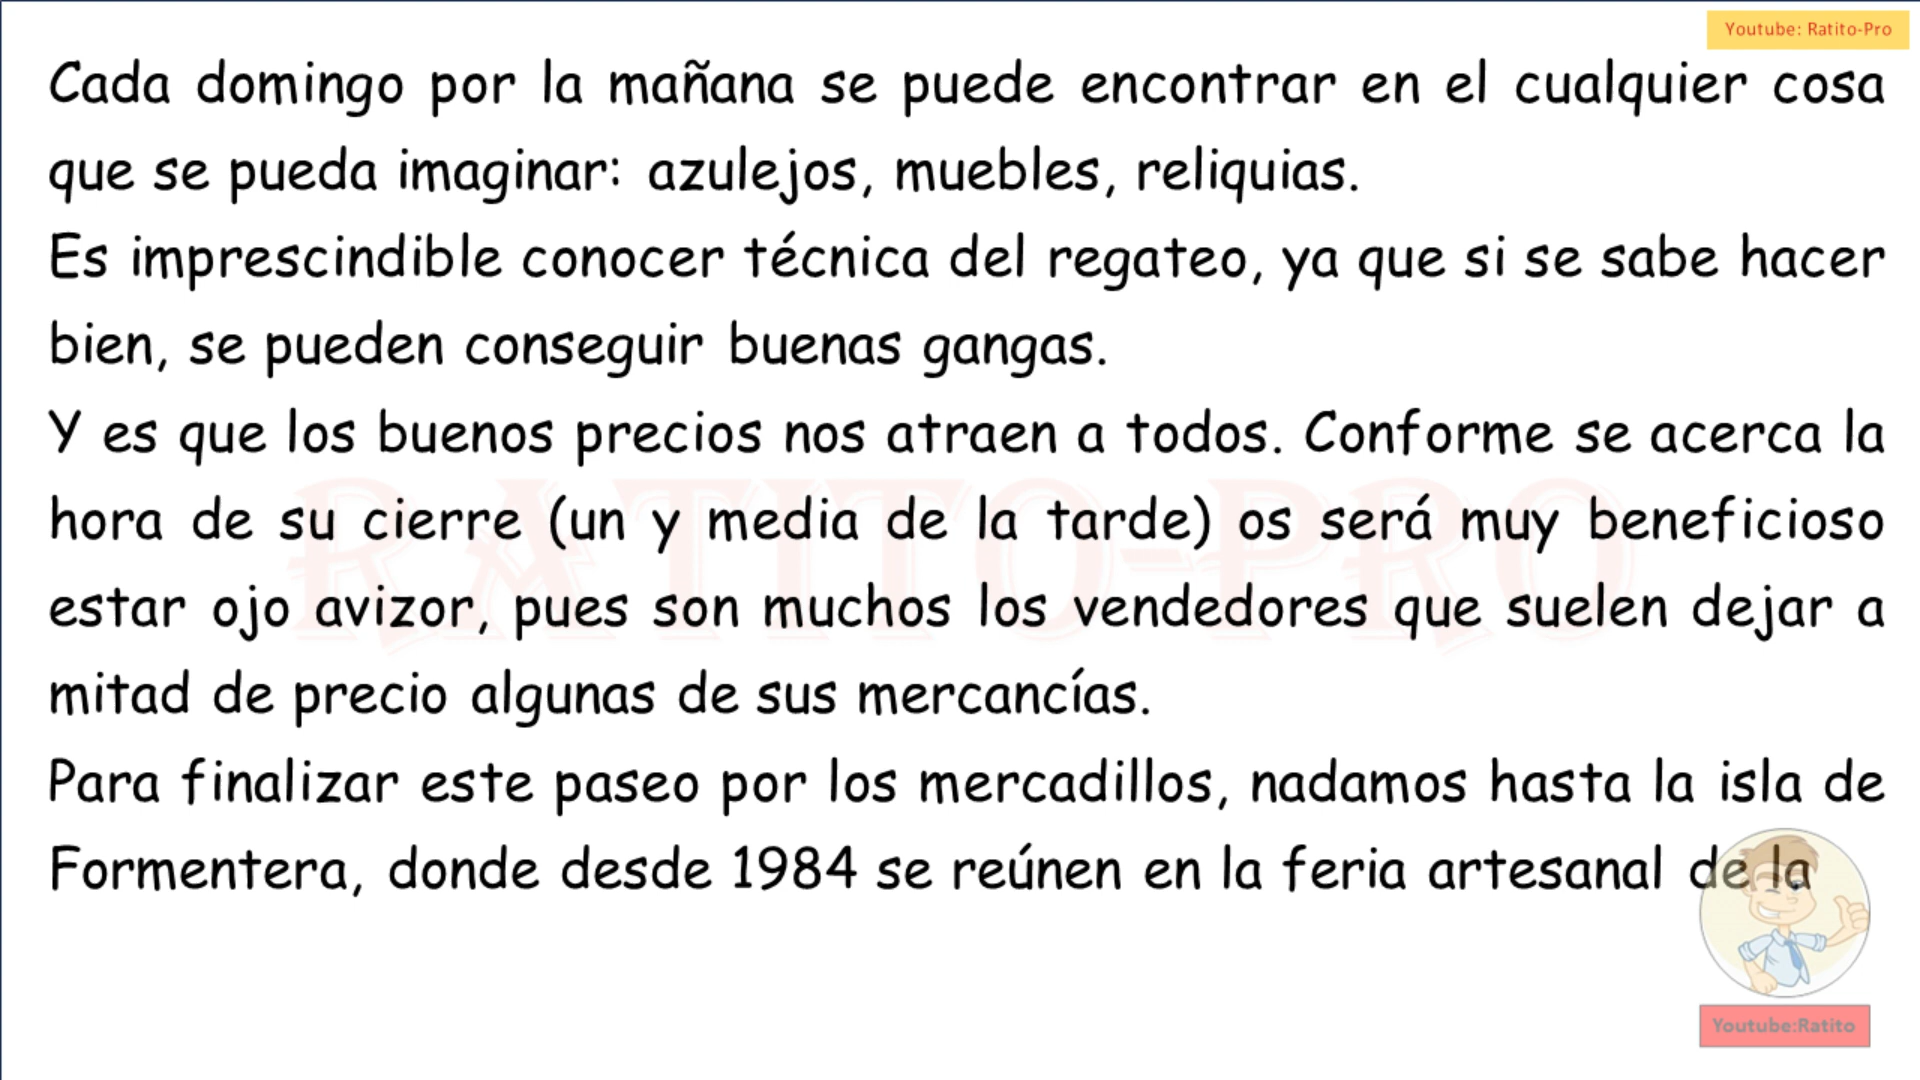 Youtube: Ratito-Pro
Cada domingo por la mañana se puede encontrar en el cualquier cosa
que se pueda imaginar: azulejos, muebles, reliquias.
Es imprescindible conocer técnica del regateo, ya que si se sabe hacer
bien, se pueden conseguir buenas gangas.
Y es que los buenos precios nos atraen a todos. Conforme se acerca la
hora de su cierre (un y media de la tarde) os será muy beneficioso
RATITO-PRO
estar ojo avizor, pues son muchos los vendedores que suelen dejar a
mitad de precio algunas de sus mercancías.
Para finalizar este paseo por los mercadillos, nadamos hasta la isla de
Formentera, donde desde 1984 se reúnen en la feria artesanal de la
Youtube:Ratito